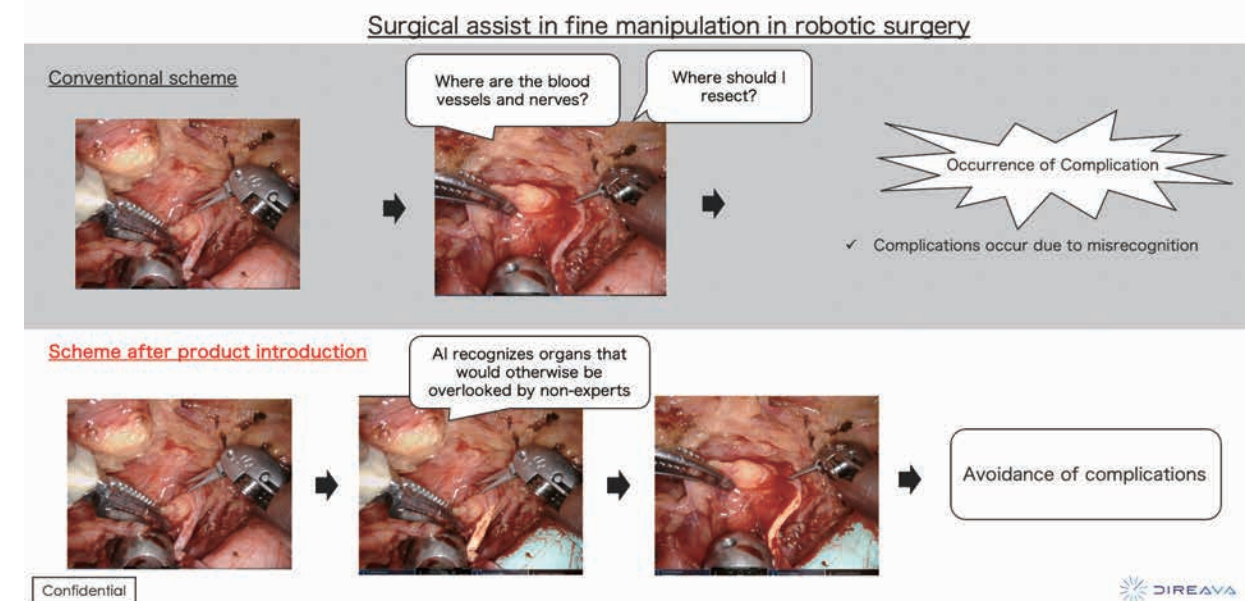 Surgical assist in fine manipulation in robotic surgery
Conventional scheme
Where are the blood
vessels and nerves?
Where should I
resect?
Occurrence of Complication
✓ Complications occur due to misrecognition
Scheme after product introduction
AI recognizes organs that
would otherwise be
overlooked by non-experts
Avoidance of complications
Confidential
DIREAVA